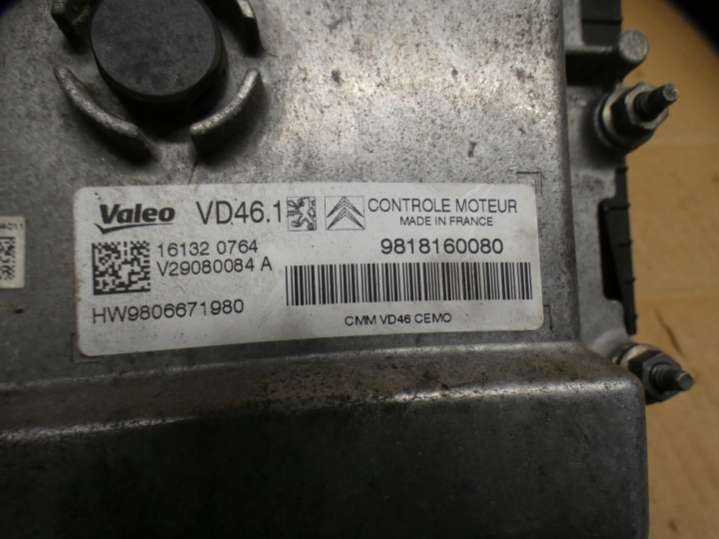 Valeo VD46.1 CONTROLE MOTEUR
MADE IN FRANCE
16132 0764 9818160080
V29080084 A
HW9806671980
CMM VD46 CEMO